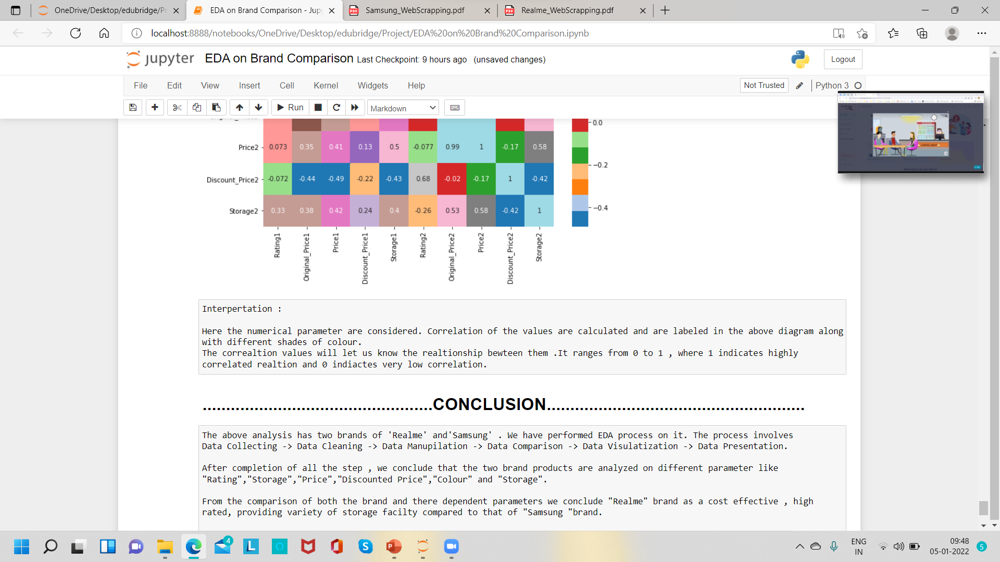 OneDrive/Desktop/edubridge/Pr
EDA on Brand Comparison - Jup
Samsung_WebScrapping.pdf
Realme_WebScrapping.pdf
localhost:8888/notebooks/OneDrive/Desktop/edubridge/Project/EDA%20on%20Brand%20Comparison.ipynb
jupyter EDA on Brand Comparison Last Checkpoint: 9 hours ago (unsaved changes)
Logout
File Edit View Insert Cell Kernel Widgets Help
Not Trusted
Python 3
Run
Markdown
0.0
Price2 0.073 0.35 0.41 0.13 0.5 -0.077 0.99 1 -0.17 0.58
−0.2
Discount_Price2 -0.072 -0.44 -0.49 -0.22 -0.43 0.68 -0.02 -0.17 1 -0.42
Storage2 0.33 0.38 0.42 0.24 0.4 -0.26 0.53 0.58 -0.42 1
−0.4
Rating1
Original_Price1
Price1
Discount_Price1
Storage1
Rating2
Original_Price2
Price2
Discount_Price2
Storage2
Interpertation :
Here the numerical parameter are considered. Correlation of the values are calculated and are labeled in the above diagram along
with different shades of colour.
The correaltion values will let us know the realtionship bewteen them .It ranges from 0 to 1 , where 1 indicates highly
correlated realtion and 0 indiactes very low correlation.
.................................................CONCLUSION.......................................................
The above analysis has two brands of 'Realme' and'Samsung' . We have performed EDA process on it. The process involves
Data Collecting -> Data Cleaning -> Data Manupilation -> Data Comparison -> Data Visulatization -> Data Presentation.
After completion of all the step , we conclude that the two brand products are analyzed on different parameter like
"Rating","Storage","Price","Discounted Price","Colour" and "Storage".
From the comparison of both the brand and there dependent parameters we conclude "Realme" brand as a cost effective , high
rated, providing variety of storage facilty compared to that of "Samsung "brand.
4
ENG
IN
09:48
05-01-2022
5